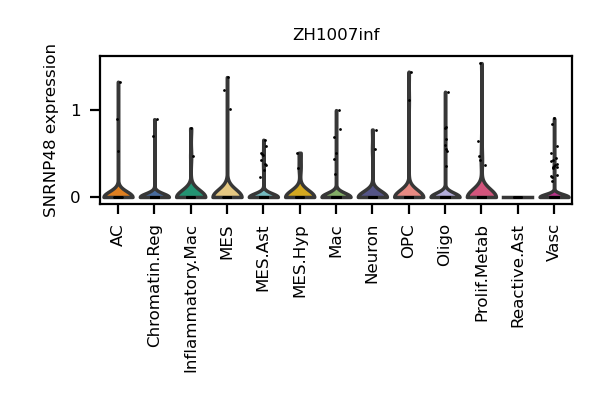 ZH1007inf
SNRNP48 expression
1
0
AC
Chromatin.Reg
Inflammatory.Mac
MES
MES.Ast
MES.Hyp
Mac
Neuron
OPC
Oligo
Prolif.Metab
Reactive.Ast
Vasc